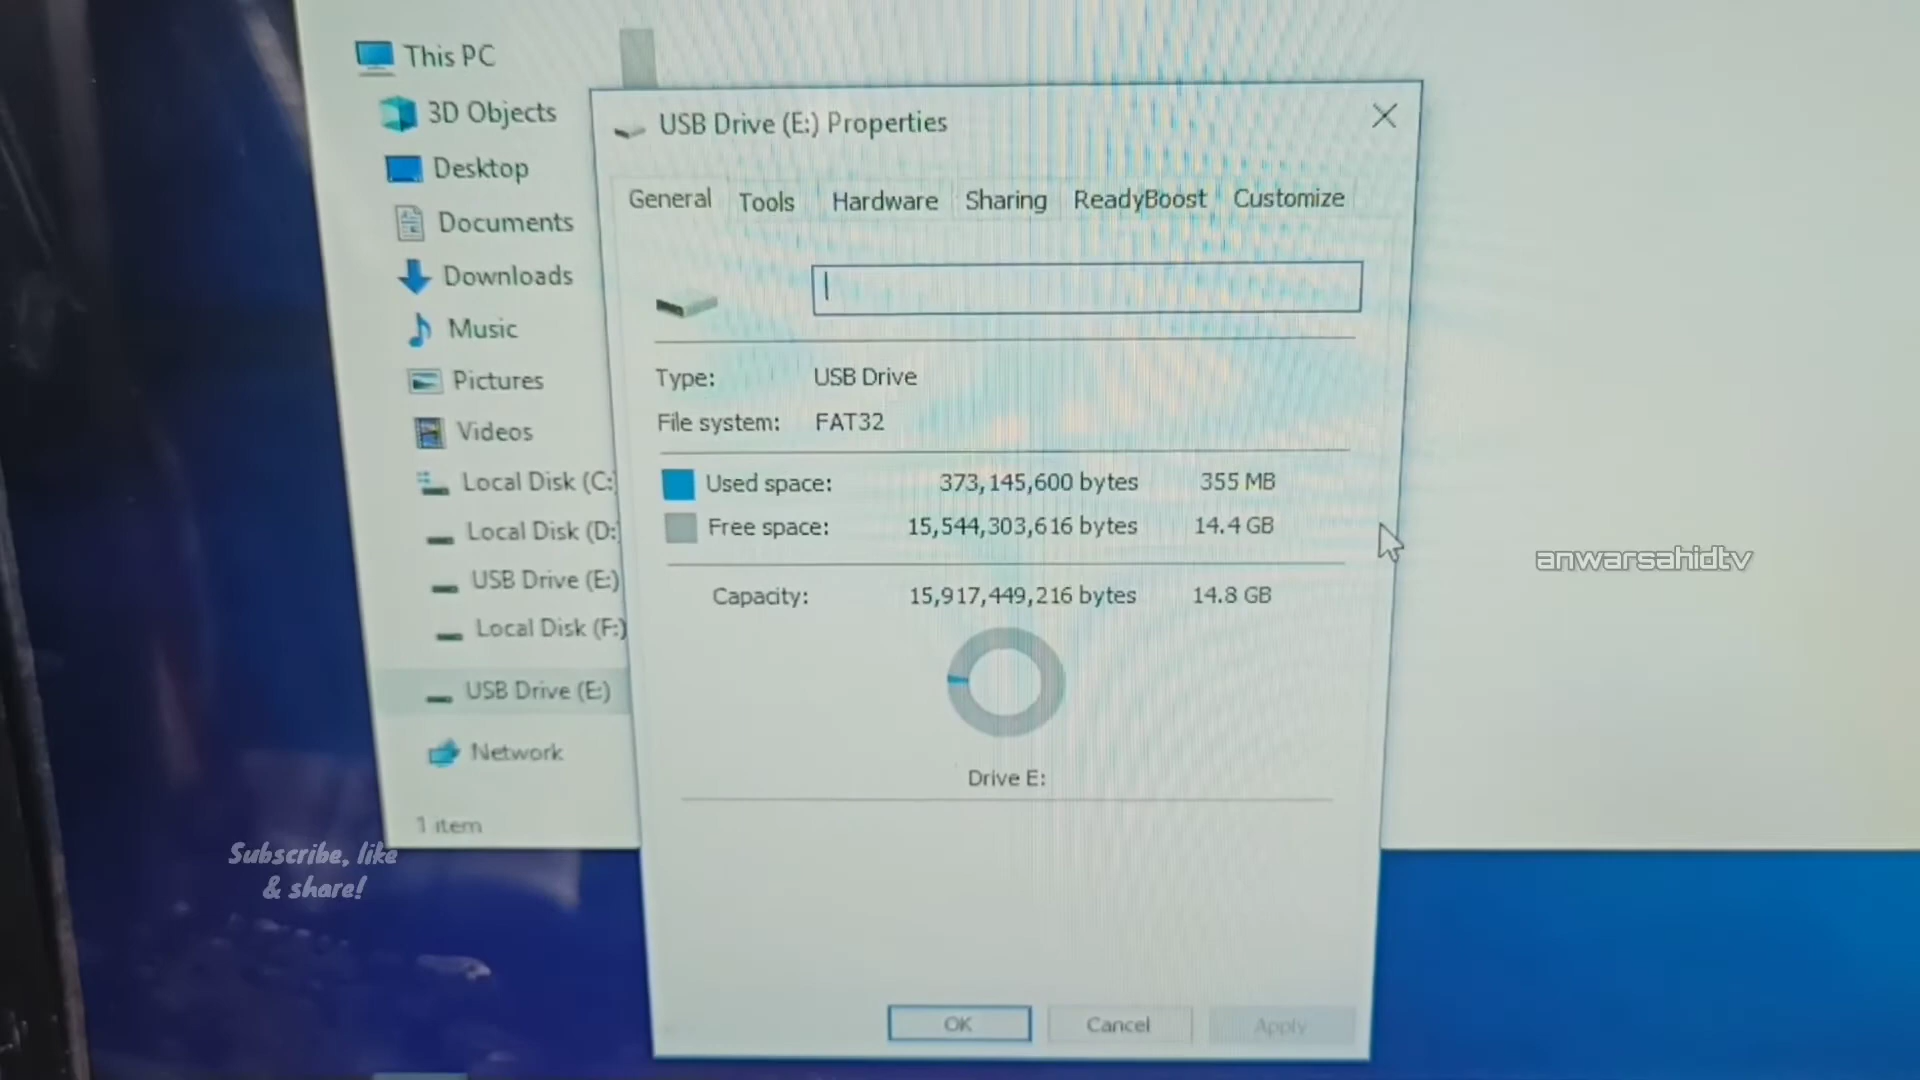 This PC
3D Objects
Desktop
Documents
Downloads
Music
Pictures
Videos
Local Disk (C:)
Local Disk (D:)
USB Drive (E:)
Local Disk (F:)
USB Drive (E:)
Network
1 item
USB Drive (E:) Properties
General Tools Hardware Sharing ReadyBoost Customize
Type: USB Drive
File system: FAT32
Used space: 373,145,600 bytes 355 MB
Free space: 15,544,303,616 bytes 14.4 GB
Capacity: 15,917,449,216 bytes 14.8 GB
Drive E:
OK Cancel Apply
anwarsahidtv
Subscribe, like
& share!